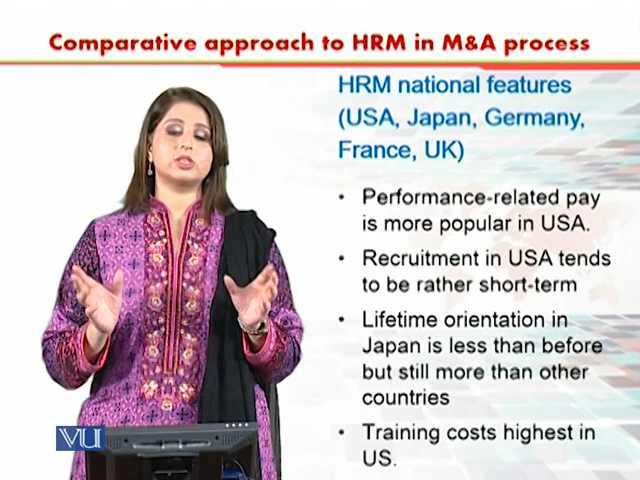 Comparative approach to HRM in M&A process
HRM national features
(USA, Japan, Germany,
France, UK)
• Performance-related pay
is more popular in USA.
• Recruitment in USA tends
to be rather short-term
• Lifetime orientation in
Japan is less than before
but still more than other
countries
• Training costs highest in
US.
VU